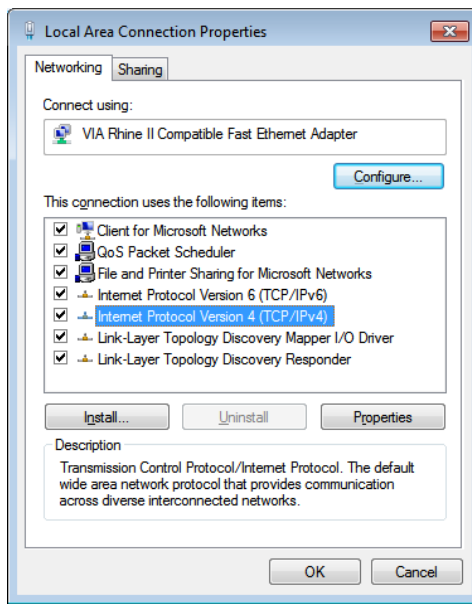 Local Area Connection Properties
Networking
Sharing
Connect using:
VIA Rhine II Compatible Fast Ethernet Adapter
Configure...
This connection uses the following items:
Client for Microsoft Networks
QoS Packet Scheduler
File and Printer Sharing for Microsoft Networks
Internet Protocol Version 6 (TCP/IPv6)
Internet Protocol Version 4 (TCP/IPv4)
Link-Layer Topology Discovery Mapper I/O Driver
Link-Layer Topology Discovery Responder
Install...
Uninstall
Properties
Description
Transmission Control Protocol/Internet Protocol. The default
wide area network protocol that provides communication
across diverse interconnected networks.
OK
Cancel